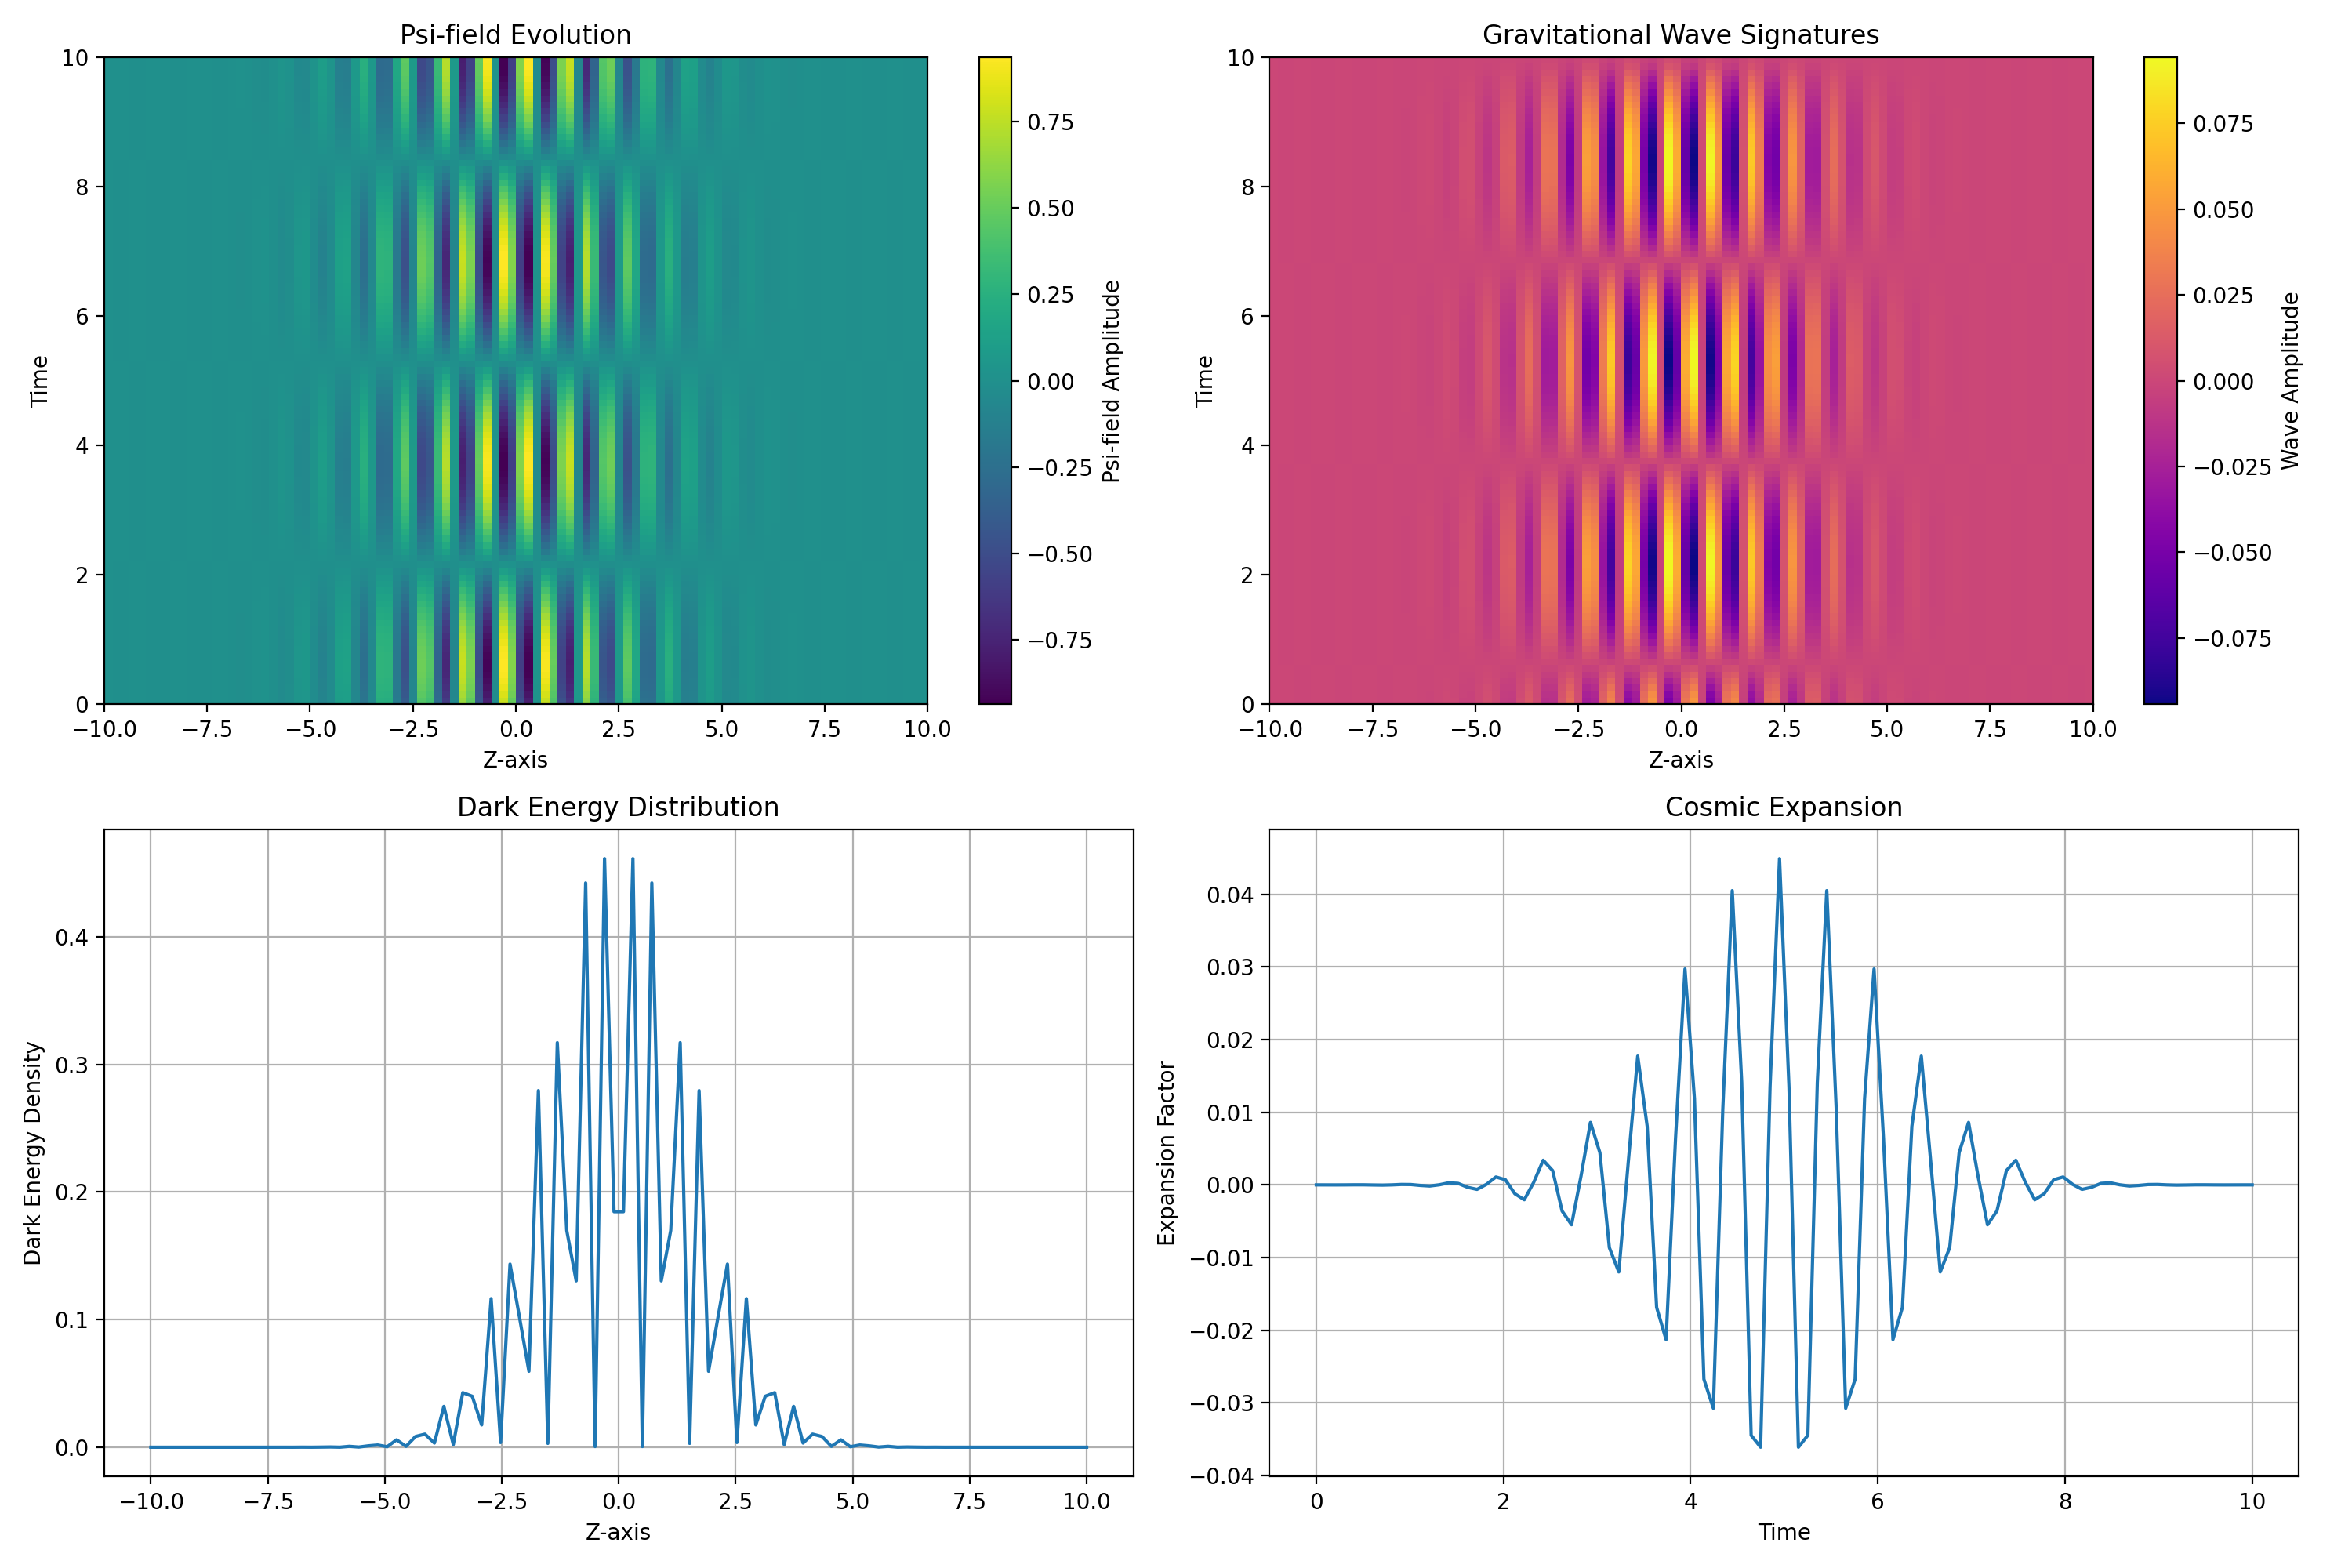 Psi-field Evolution
10
8
6
4
2
0
Time
−10.0 −7.5 −5.0 −2.5 0.0 2.5 5.0 7.5 10.0
Z-axis
0.75
0.50
0.25
0.00
−0.25
−0.50
−0.75
Psi-field Amplitude
Gravitational Wave Signatures
10
8
6
4
2
0
Time
−10.0 −7.5 −5.0 −2.5 0.0 2.5 5.0 7.5 10.0
Z-axis
0.075
0.050
0.025
0.000
−0.025
−0.050
−0.075
Wave Amplitude
Dark Energy Distribution
0.4
0.3
0.2
0.1
0.0
Dark Energy Density
−10.0 −7.5 −5.0 −2.5 0.0 2.5 5.0 7.5 10.0
Z-axis
Cosmic Expansion
0.04
0.03
0.02
0.01
0.00
−0.01
−0.02
−0.03
−0.04
Expansion Factor
0 2 4 6 8 10
Time